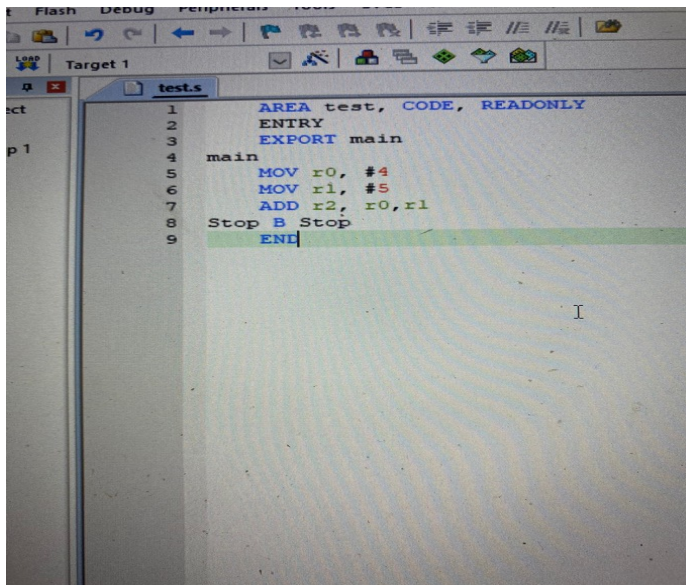 Flash Debug Peripherals
LOAD
Target 1
test.s
1 AREA test, CODE, READONLY
2 ENTRY
3 EXPORT main
4 main
5 MOV r0, #4
6 MOV r1, #5
7 ADD r2, r0,r1
8 Stop B Stop
9 END